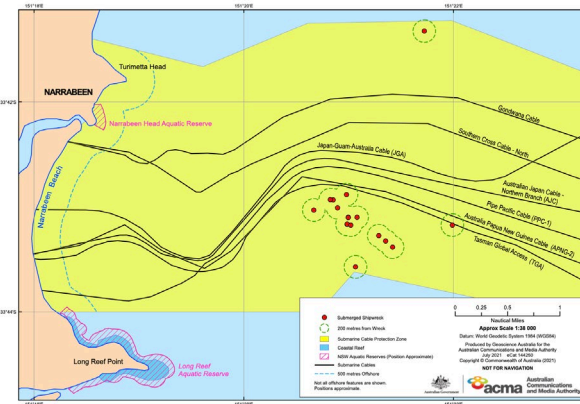 151°18'E
151°20'E
151°22'E
Turimetta Head
NARRABEEN
33°42'S
Narrabeen Head Aquatic Reserve
Gondwana Cable
Southern Cross Cable - North
Japan-Guam-Australia Cable (JGA)
Australian Japan Cable -
Northern Branch (AJC)
Pipe Pacific Cable (PPC-1)
Australia Papua New Guinea Cable (APNG-2)
Tasman Global Access (TGA)
Narrabeen Beach
33°44'S
Long Reef Point
Long Reef
Aquatic Reserve
Submerged Shipwreck
200 metres from Wreck
Submarine Cable Protection Zone
Coastal Reef
NSW Aquatic Reserves (Position Approximate)
Submarine Cables
500 metres Offshore
Not all offshore features are shown.
Positions approximate.
0 0.25 0.5 1
Nautical Miles
Approx Scale 1:38 000
Datum: World Geodetic System 1984 (WGS84)
Produced by Geoscience Australia for the
Australian Communications and Media Authority
July 2021 eCat 144260
Copyright © Commonwealth of Australia (2021)
NOT FOR NAVIGATION
Australian Government
acma
Australian
Communications
and Media Authority